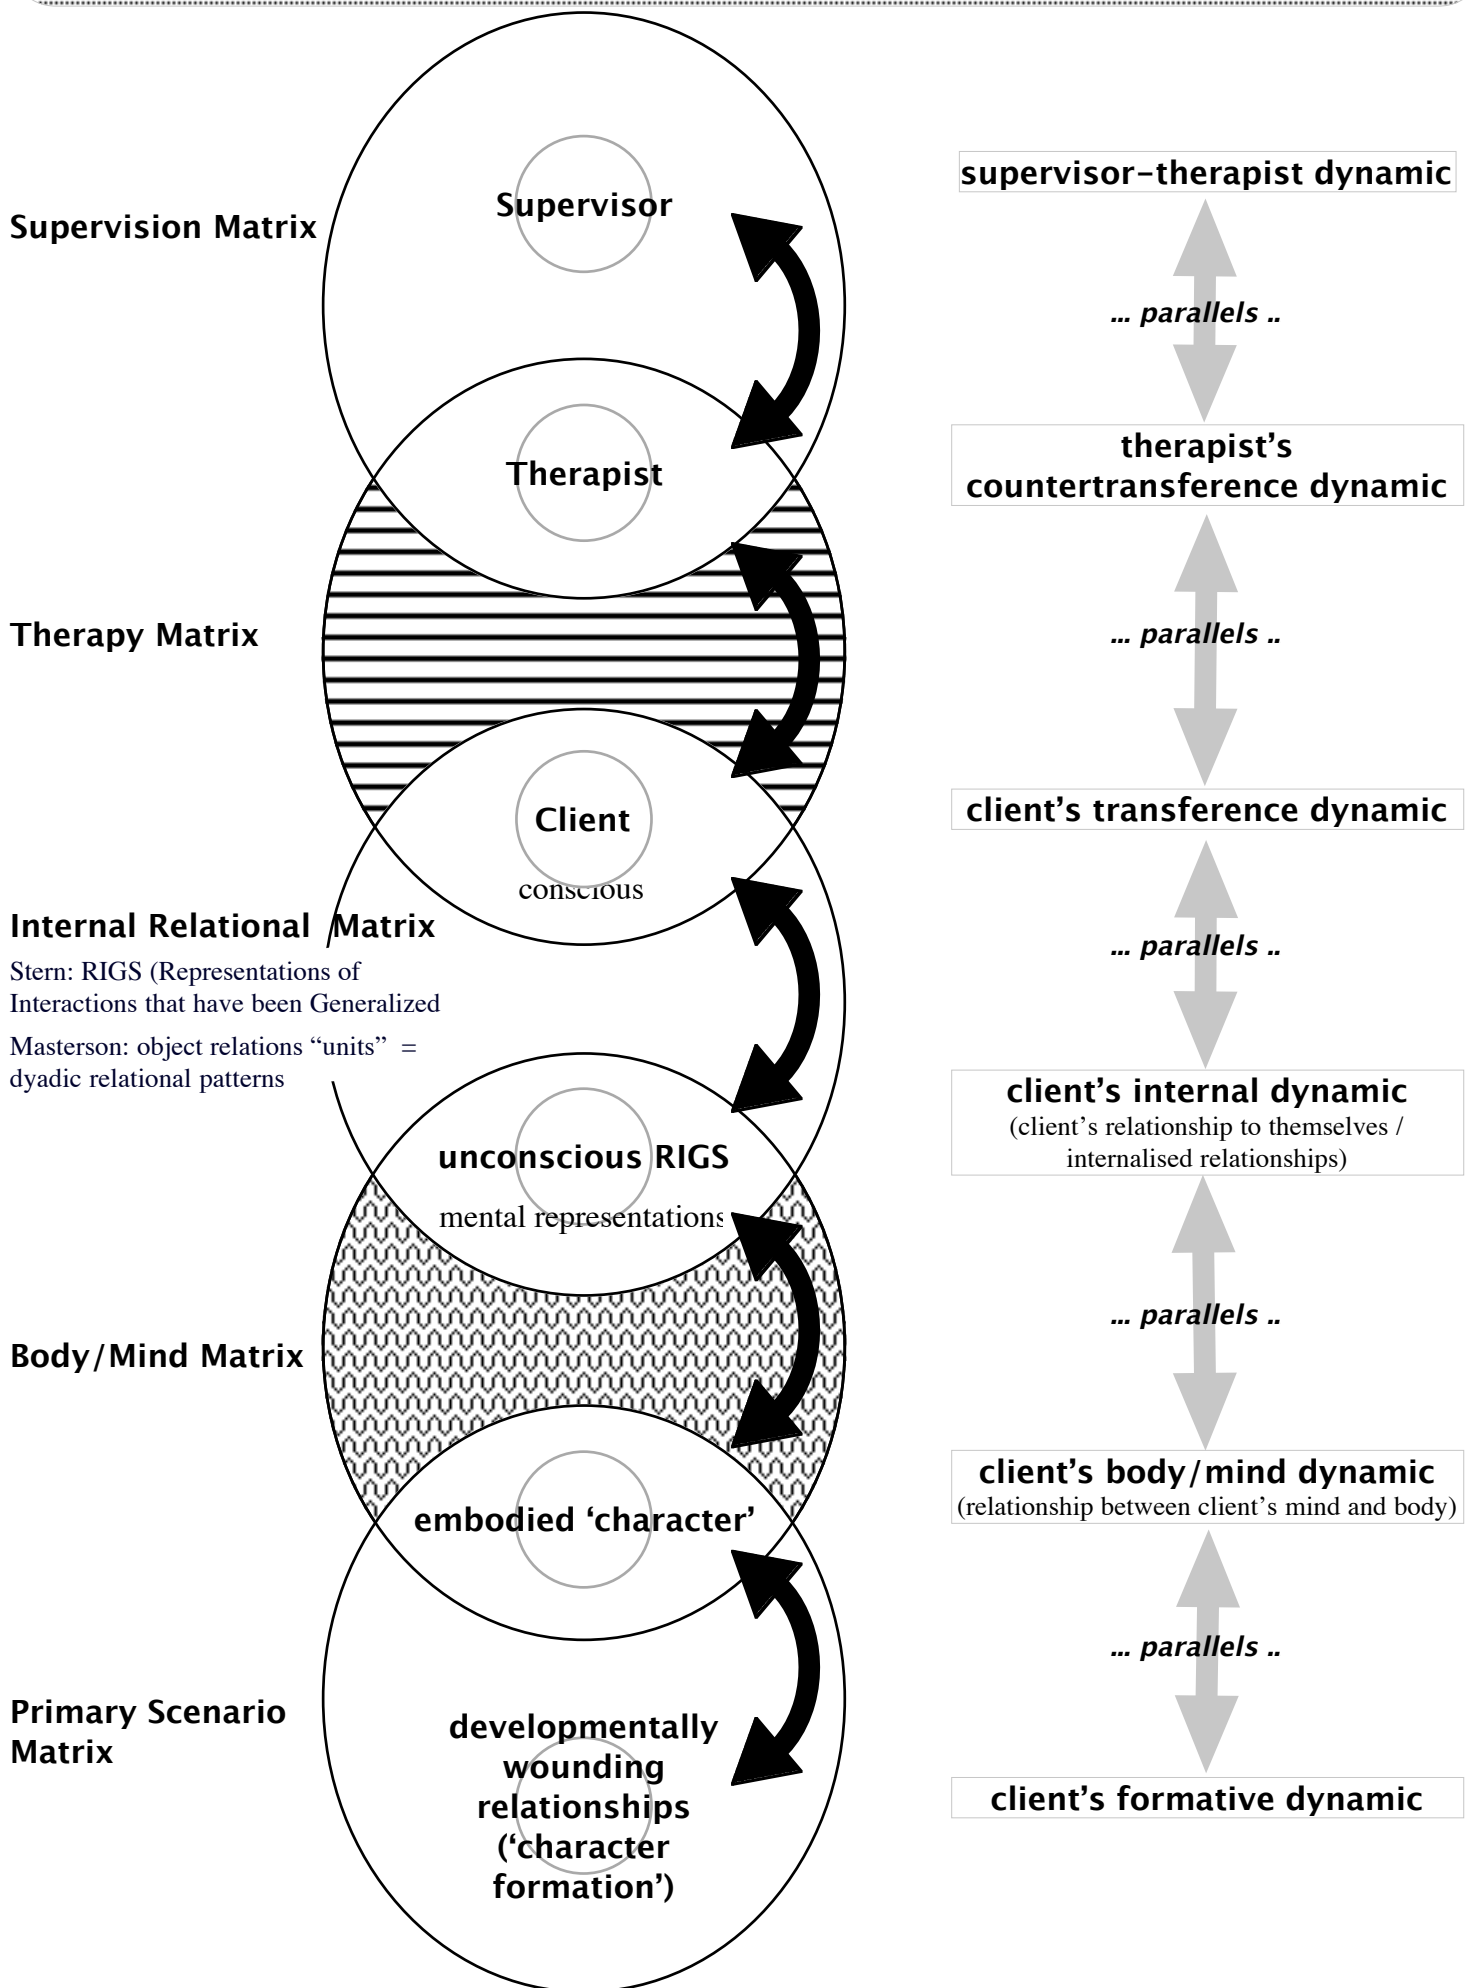 supervisor–therapist dynamic
Supervisor
Supervision Matrix
... parallels ..
therapist’s
countertransference dynamic
Therapist
Therapy Matrix
... parallels ..
client’s transference dynamic
Client
conscious
Internal Relational Matrix
Stern: RIGS (Representations of
Interactions that have been Generalized
Masterson: object relations “units” =
dyadic relational patterns
... parallels ..
client’s internal dynamic
(client’s relationship to themselves /
internalised relationships)
unconscious RIGS
mental representations
Body/Mind Matrix
... parallels ..
client’s body/mind dynamic
(relationship between client’s mind and body)
embodied ‘character’
... parallels ..
Primary Scenario
Matrix
developmentally
wounding
relationships
(‘character
formation’)
client’s formative dynamic